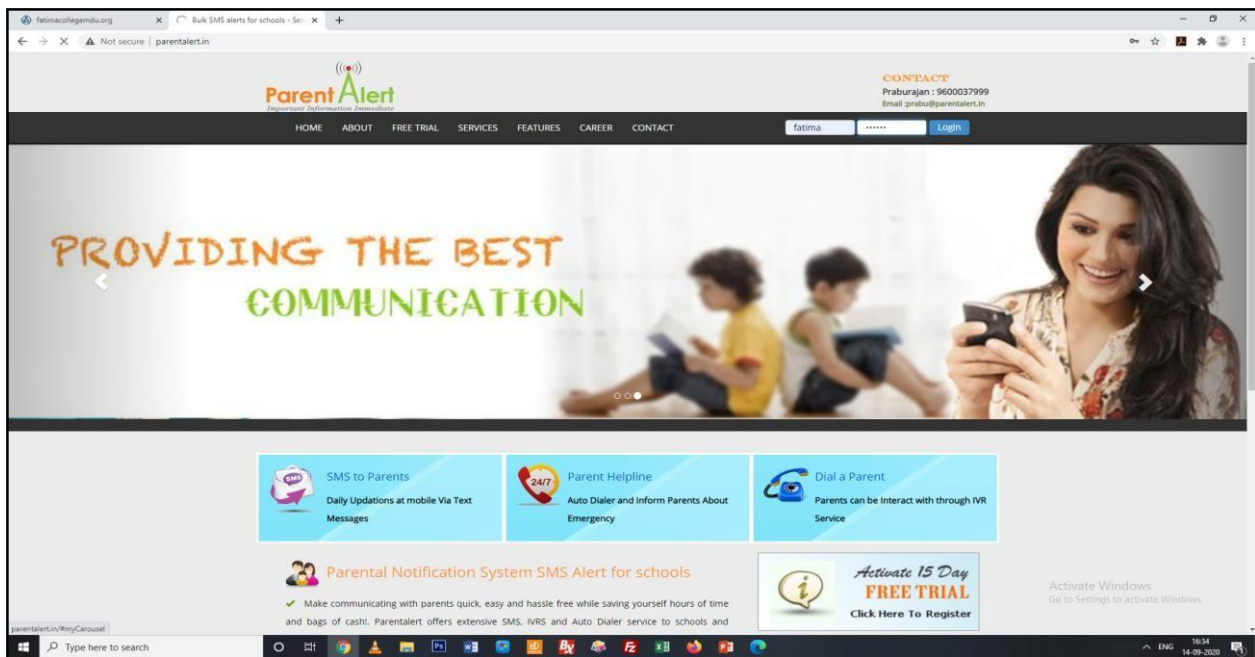 fatimacollegemdu.org
Bulk SMS alerts for schools - Ser
Not secure | parentalert.in
Parent Alert
Important Information Immediate
CONTACT
Praburajan : 9600037999
Email :prabu@parentalert.in
HOME ABOUT FREE TRIAL SERVICES FEATURES CAREER CONTACT
fatima
Login
PROVIDING THE BEST
COMMUNICATION
SMS
SMS to Parents
Daily Updations at mobile Via Text
Messages
24/7
Parent Helpline
Auto Dialer and Inform Parents About
Emergency
Dial a Parent
Parents can be Interact with through IVR
Service
Parental Notification System SMS Alert for schools
Make communicating with parents quick, easy and hassle free while saving yourself hours of time
and bags of cash!. Parentalert offers extensive SMS, IVRS and Auto Dialer service to schools and
Activate 15 Day
FREE TRIAL
Click Here To Register
Activate Windows
Go to Settings to activate Windows.
parentalert.in/#myCarousel
Type here to search
ENG
16:34
14-09-2020